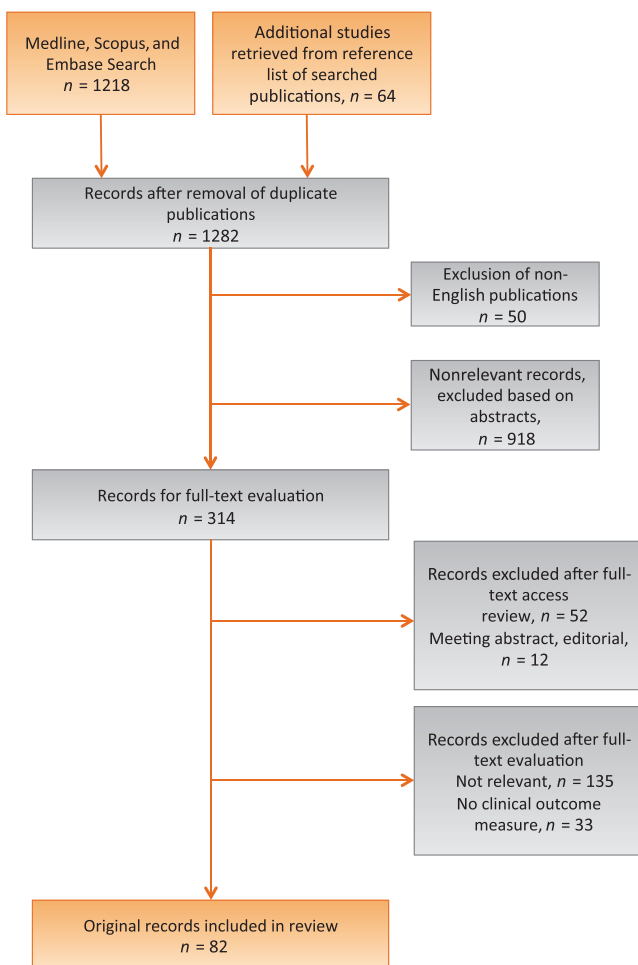 Medline, Scopus, and
Embase Search
n = 1218
Additional studies
retrieved from reference
list of searched
publications, n = 64
Records after removal of duplicate
publications
n = 1282
Exclusion of non-
English publications
n = 50
Nonrelevant records,
excluded based on
abstracts,
n = 918
Records for full-text evaluation
n = 314
Records excluded after full-
text access
review, n = 52
Meeting abstract, editorial,
n = 12
Records excluded after full-
text evaluation
Not relevant, n = 135
No clinical outcome
measure, n = 33
Original records included in review
n = 82